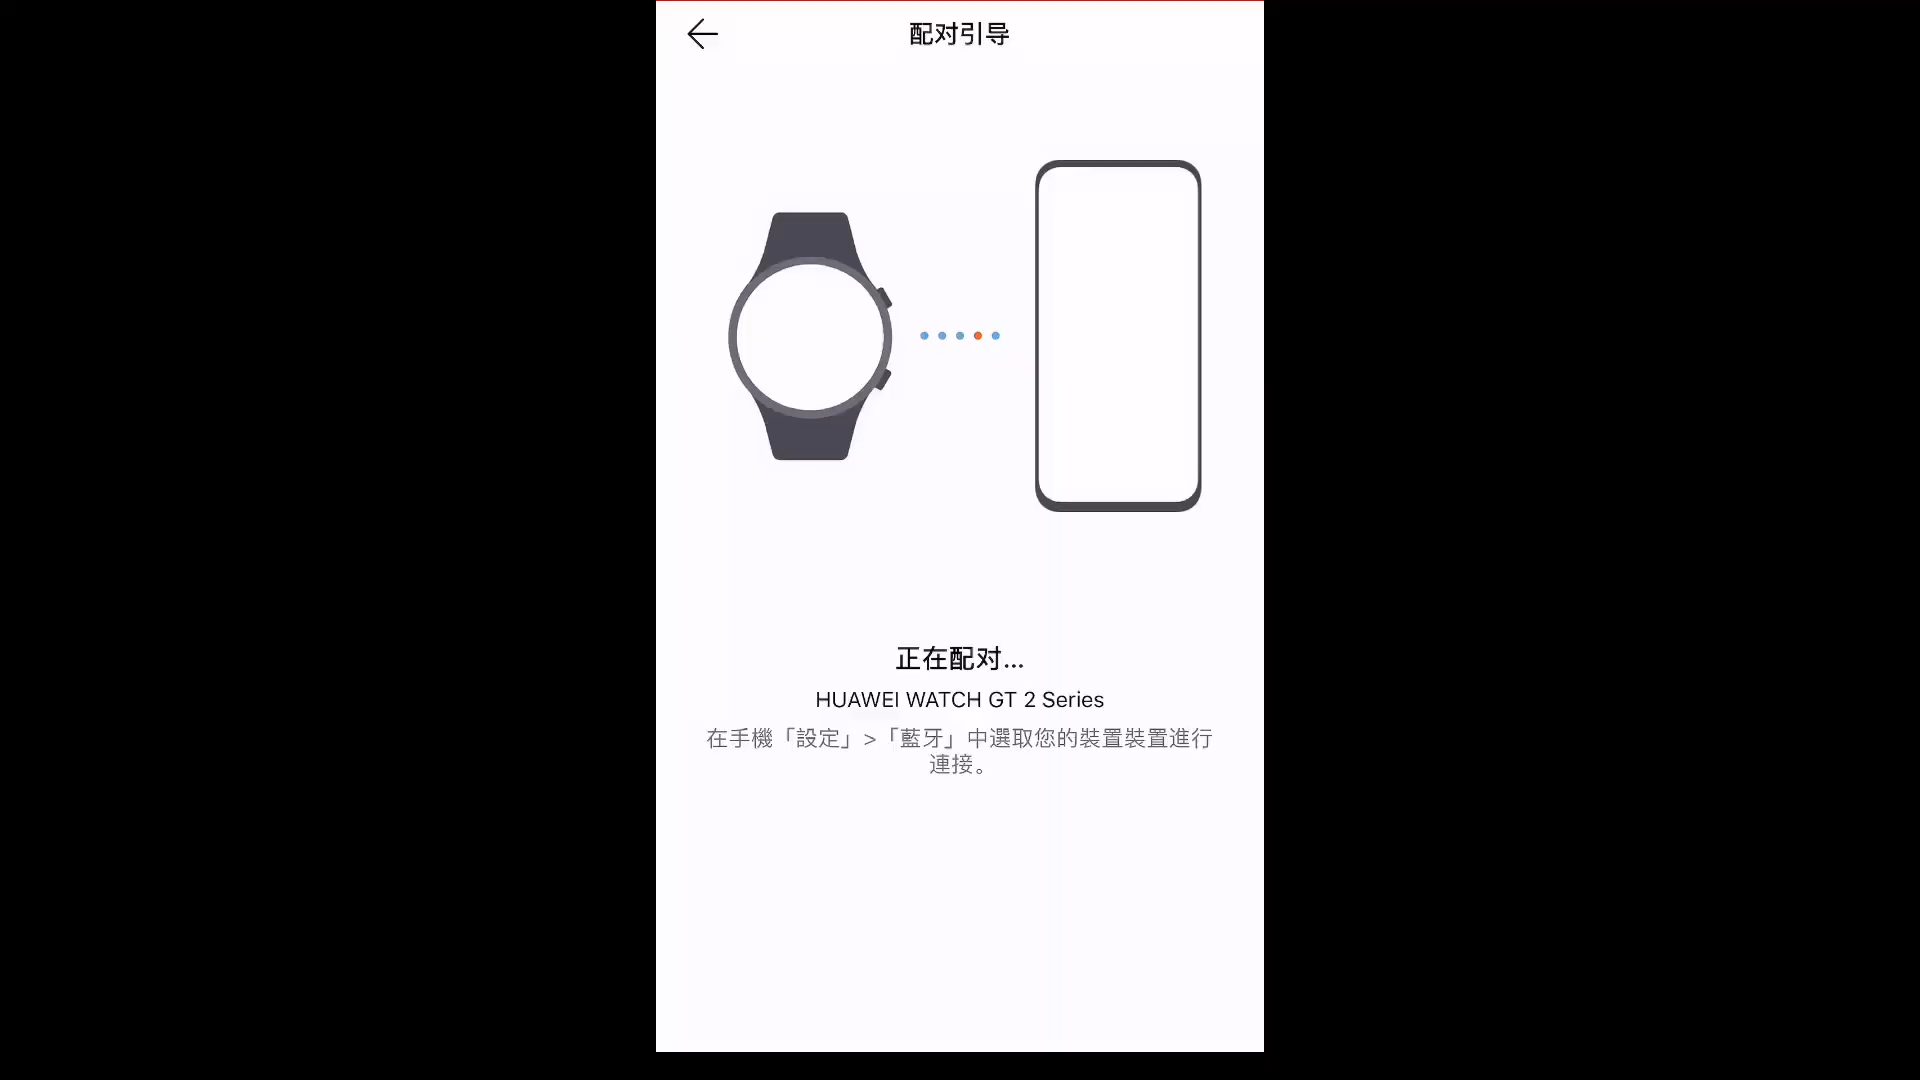 配对引导
正在配对...
HUAWEI WATCH GT 2 Series
在手機「設定」>「藍牙」中選取您的裝置裝置進行
連接。